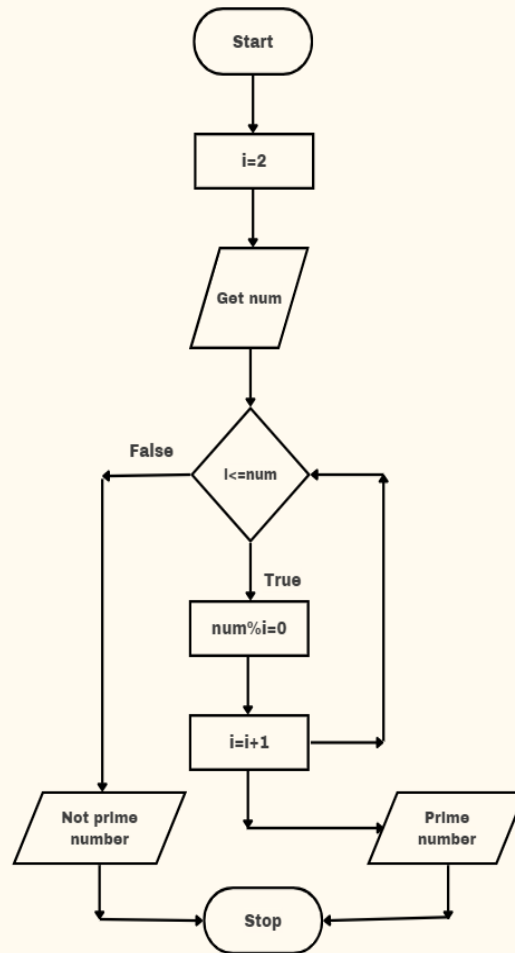 Start
i=2
Get num
False
I<=num
True
num%i=0
i=i+1
Not prime
number
Prime
number
Stop